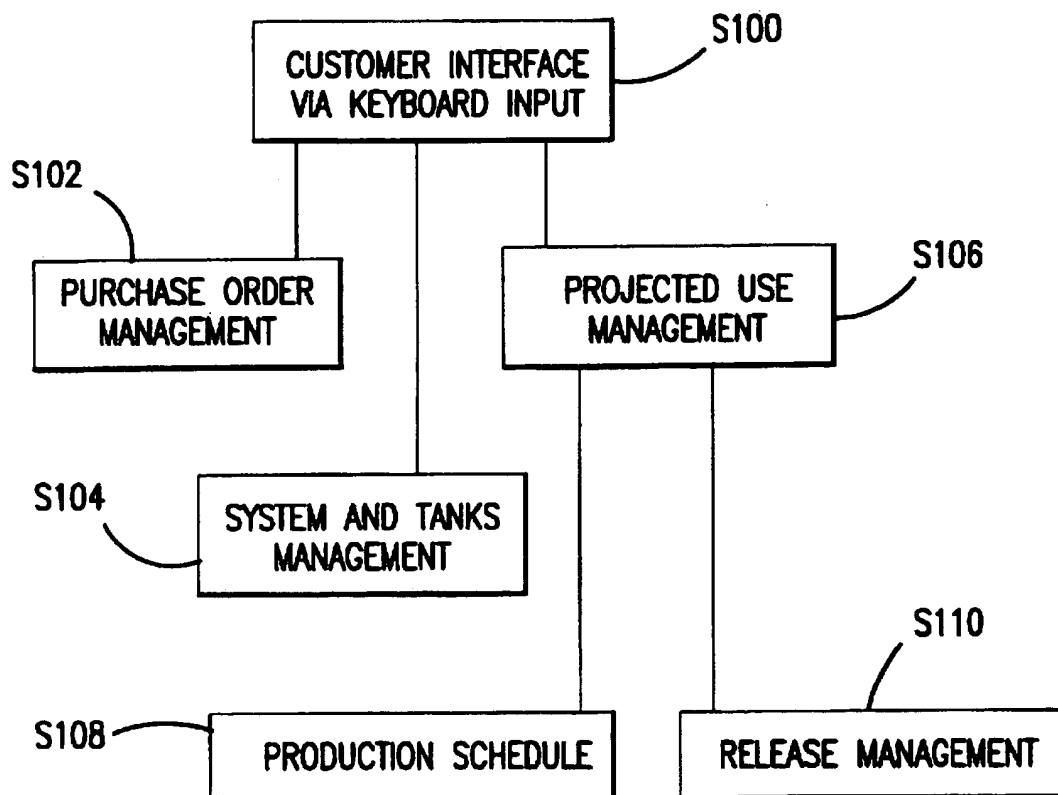 S100
CUSTOMER INTERFACE
VIA KEYBOARD INPUT
S102
PURCHASE ORDER
MANAGEMENT
S106
PROJECTED USE
MANAGEMENT
S104
SYSTEM AND TANKS
MANAGEMENT
S110
S108
PRODUCTION SCHEDULE
RELEASE MANAGEMENT